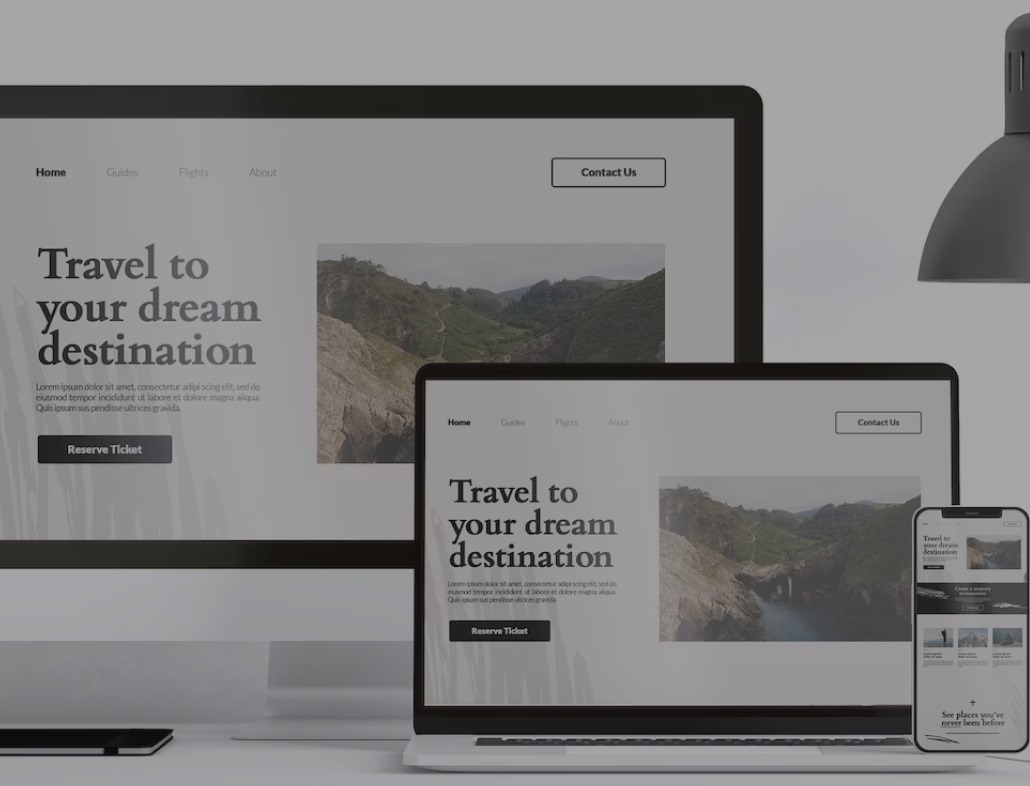 Home Guides Flights About Contact Us
Travel to
your dream
destination
Lorem ipsum dolor sit amet, consectetur adipi scing elit, sed do
eiusmod tempor incididunt ut labore et dolore magna aliqua.
Quis ipsum sus pendisse ultrices gravida.
Reserve Ticket
Home Guides Flights About Contact Us
Travel to
your dream
destination
Lorem ipsum dolor sit amet, consectetur adipi scing elit, sed do
eiusmod tempor incididunt ut labore et dolore magna aliqua.
Quis ipsum sus pendisse ultrices gravida.
Reserve Ticket
Travel to
your dream
destination
Create a memory
to remember
See places you've
never been before